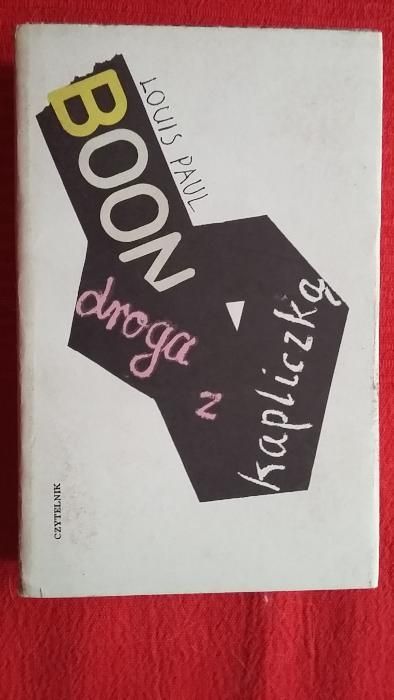 LOUIS PAUL
BOON
droga
z
kapliczką
CZYTELNIK